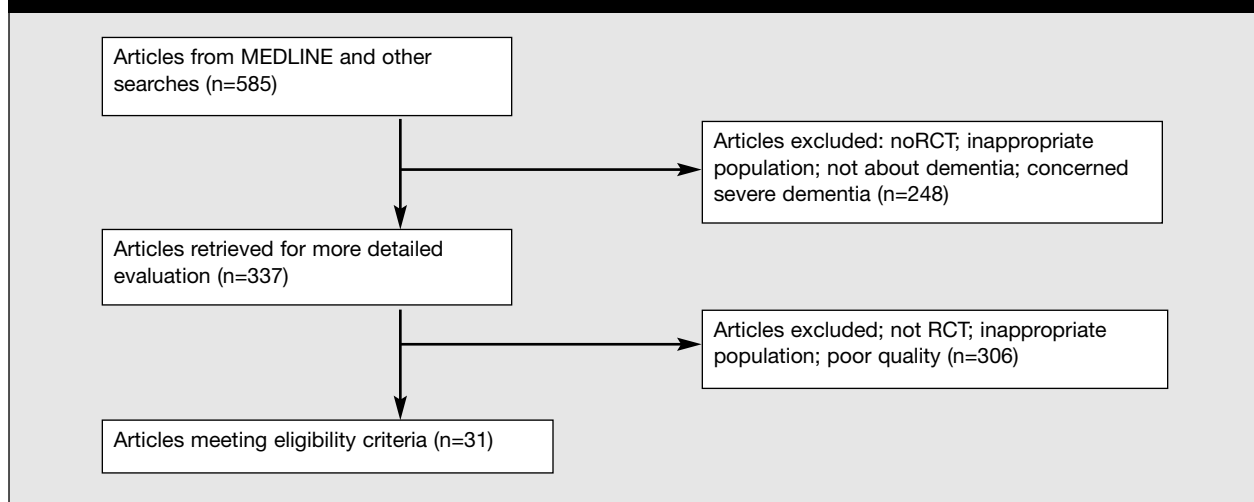 Articles from MEDLINE and other
searches (n=585)
Articles excluded: noRCT; inappropriate
population; not about dementia; concerned
severe dementia (n=248)
Articles retrieved for more detailed
evaluation (n=337)
Articles excluded; not RCT; inappropriate
population; poor quality (n=306)
Articles meeting eligibility criteria (n=31)